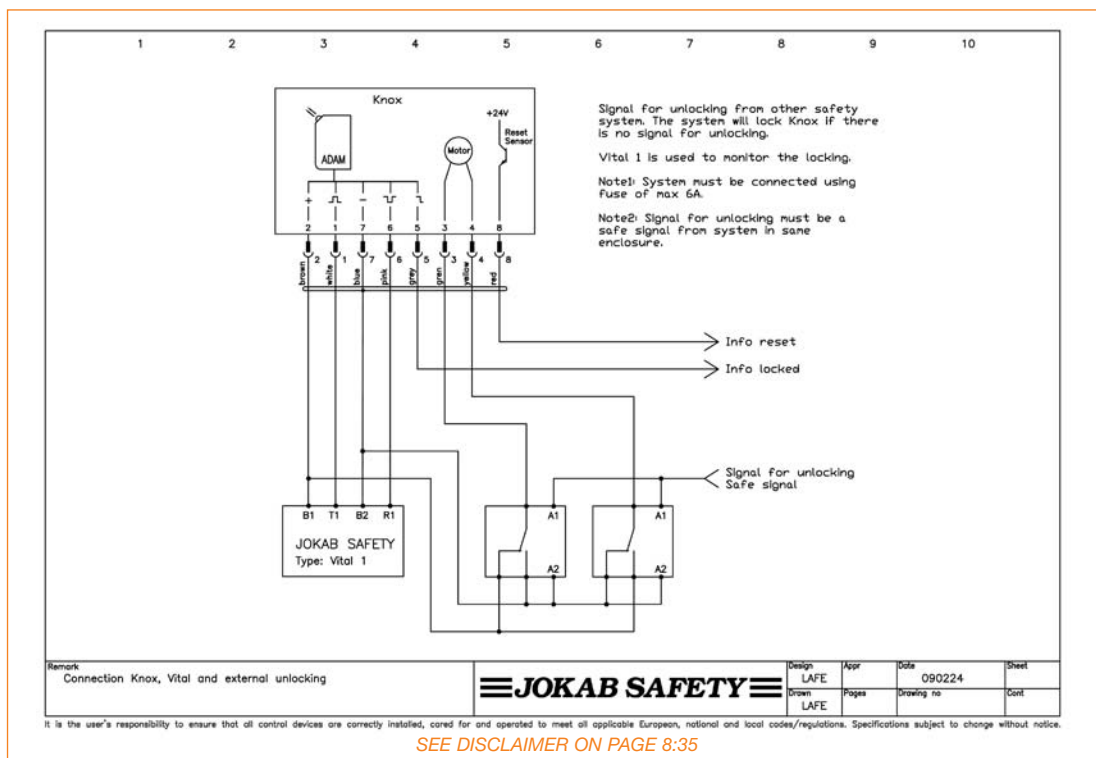 1 2 3 4 5 6 7 8 9 10
Knox
+24V
Reset
Sensor
ADAM
Motor
+ -
2 1 7 6 5 3 4 8
2 1 7 6 5 3 4 8
brown white blue pink grey gren yellow red
Signal for unlocking from other safety
system. The system will lock Knox if there
is no signal for unlocking.
Vital 1 is used to monitor the locking.
Note1: System must be connected using
fuse of max 6A.
Note2: Signal for unlocking must be a
safe signal from system in same
enclosure.
Info reset
Info locked
Signal for unlocking
Safe signal
B1 T1 B2 R1
JOKAB SAFETY
Type: Vital 1
A1
A2
A1
A2
Remark
Connection Knox, Vital and external unlocking
JOKAB SAFETY
Design
LAFE
Appr
Date
090224
Sheet
Drawn
LAFE
Pages
Drawing no
Cont
It is the user's responsibility to ensure that all control devices are correctly installed, cared for and operated to meet all applicable European, national and local codes/regulations. Specifications subject to change without notice.
SEE DISCLAIMER ON PAGE 8:35